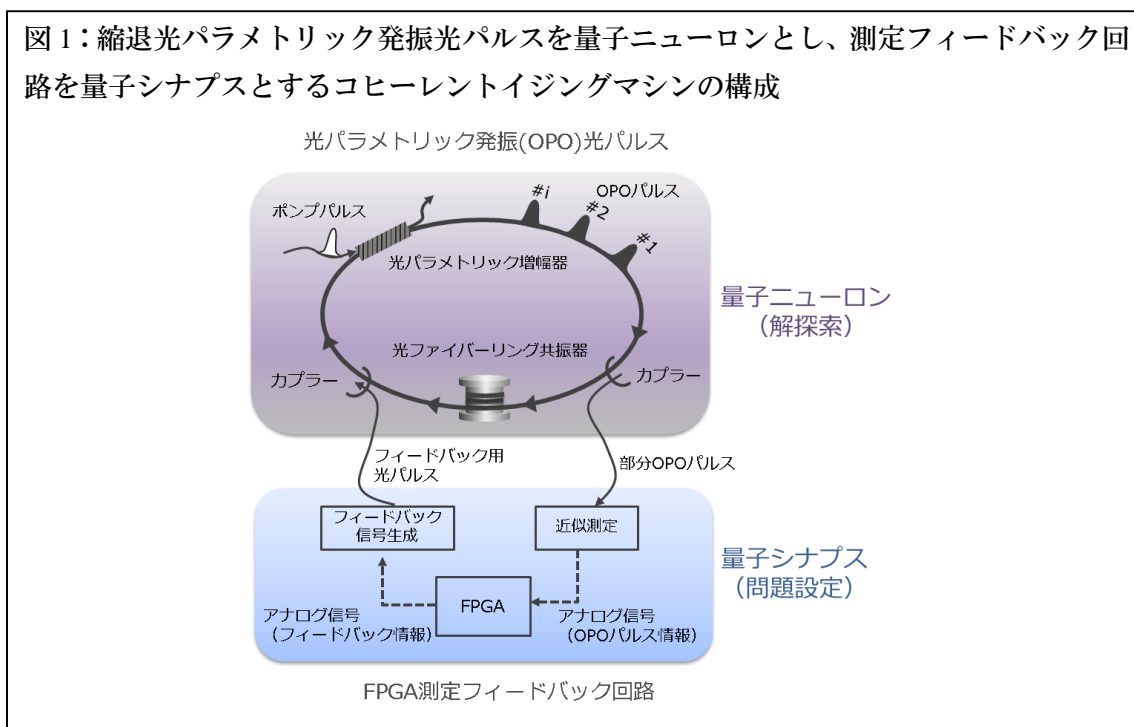 図1：縮退光パラメトリック発振光パルスを量子ニューロンとし、測定フィードバック回
路を量子シナプスとするコヒーレントイジングマシンの構成
光パラメトリック発振(OPO)光パルス
#i
OPOパルス
#2
#1
ポンプパルス
光パラメトリック増幅器
量子ニューロン
（解探索）
光ファイバーリング共振器
カプラー
カプラー
フィードバック用
光パルス
部分OPOパルス
フィードバック
信号生成
近似測定
量子シナプス
（問題設定）
FPGA
アナログ信号
（フィードバック情報）
アナログ信号
（OPOパルス情報）
FPGA測定フィードバック回路